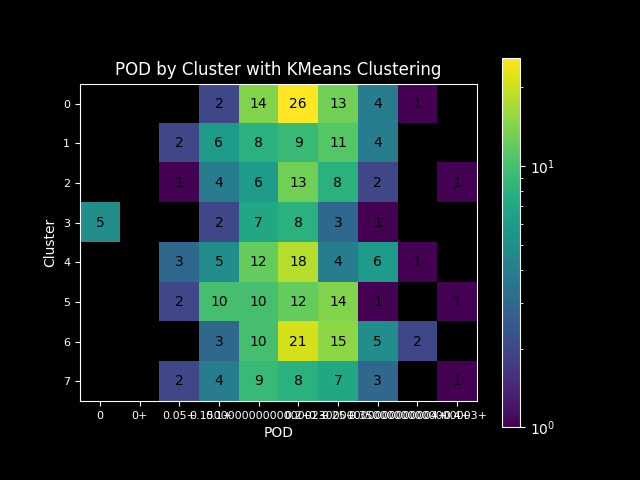 POD by Cluster with KMeans Clustering
0 2 14 26 13 4 1
1 2 6 8 9 11 4
2 1 4 6 13 8 2 1
3 5 2 7 8 3 1
4 3 5 12 18 4 6 1
5 2 10 10 12 14 1 1
6 3 10 21 15 5 2
7 2 4 9 8 7 3 1
Cluster
0 0+ 0.05+
POD
10¹
10⁰